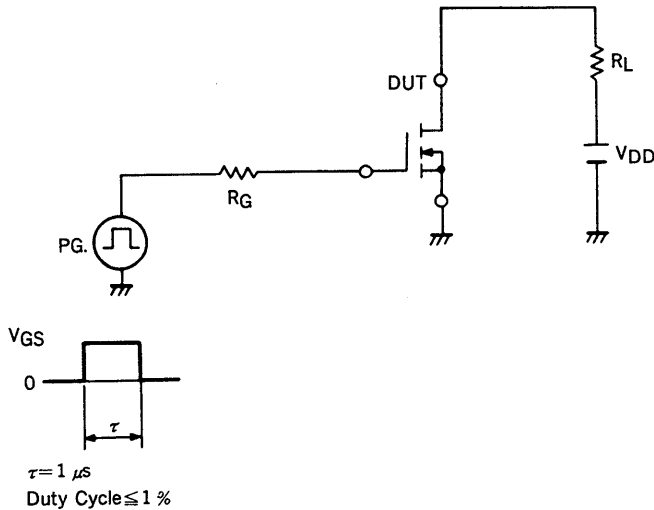 RL
DUT
VDD
RG
PG.
VGS
0
τ
τ=1 μs
Duty Cycle≦1 %